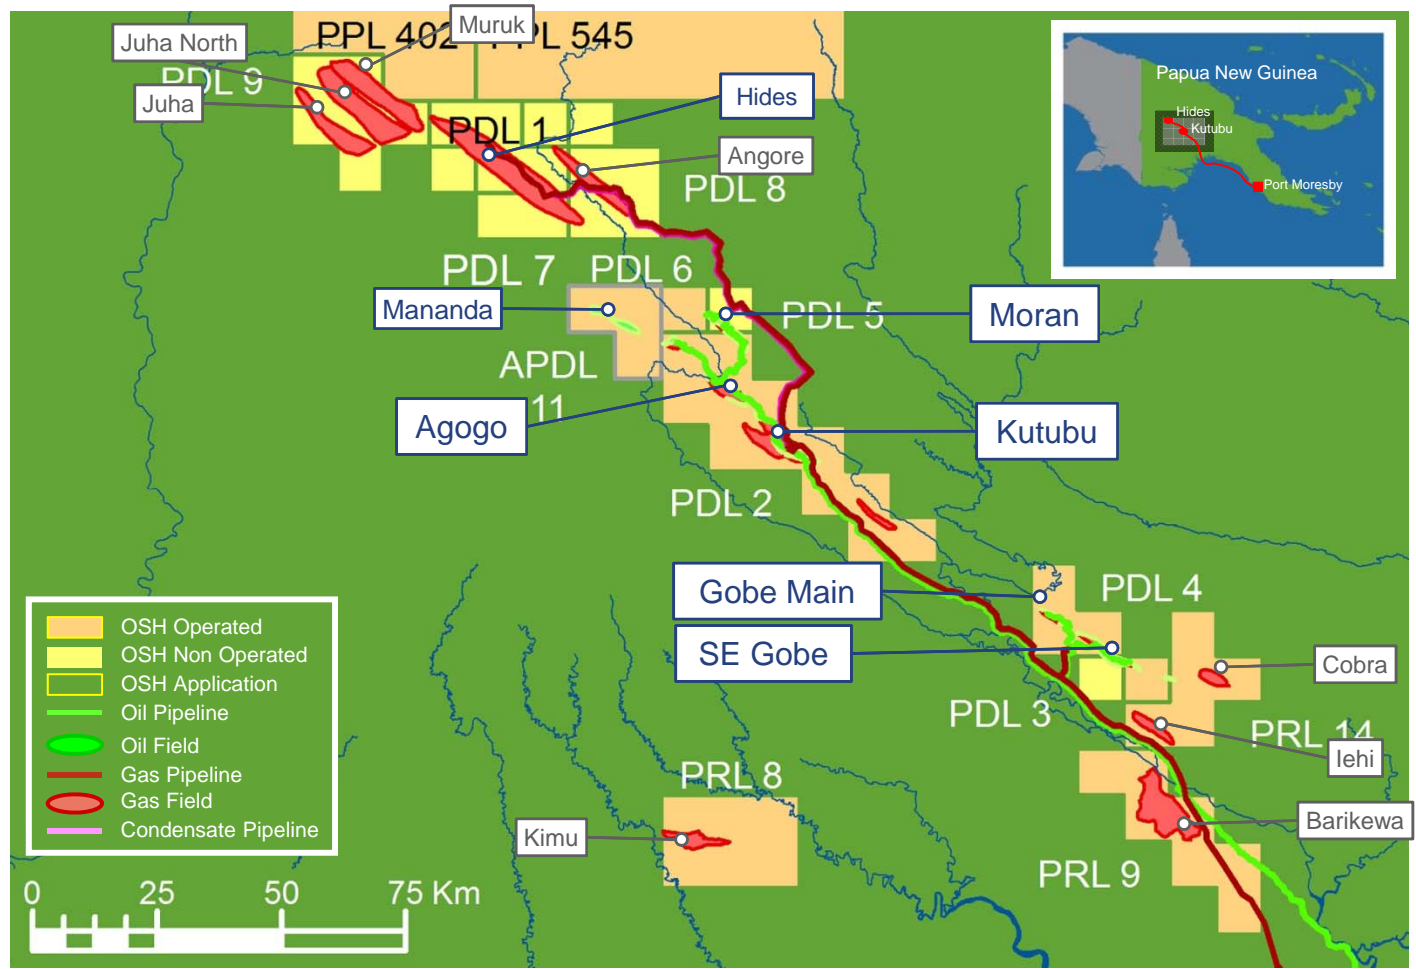 PPL 402
PPL 545
Muruk
Juha North
PDL 9
Juha
Hides
PDL 1
Angore
PDL 8
Papua New Guinea
Hides
Kutubu
Port Moresby
PDL 7
PDL 6
Mananda
PDL 5
Moran
APDL
11
Agogo
Kutubu
PDL 2
Gobe Main
PDL 4
SE Gobe
Cobra
PDL 3
PRL 14
Iehi
PRL 8
Barikewa
Kimu
PRL 9
OSH Operated
OSH Non Operated
OSH Application
Oil Pipeline
Oil Field
Gas Pipeline
Gas Field
Condensate Pipeline
0 25 50 75 Km